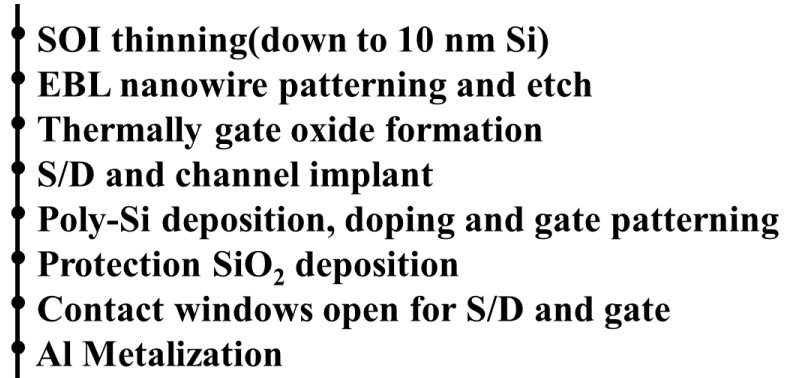 SOI thinning(down to 10 nm Si)
EBL nanowire patterning and etch
Thermally gate oxide formation
S/D and channel implant
Poly-Si deposition, doping and gate patterning
Protection SiO₂ deposition
Contact windows open for S/D and gate
Al Metalization